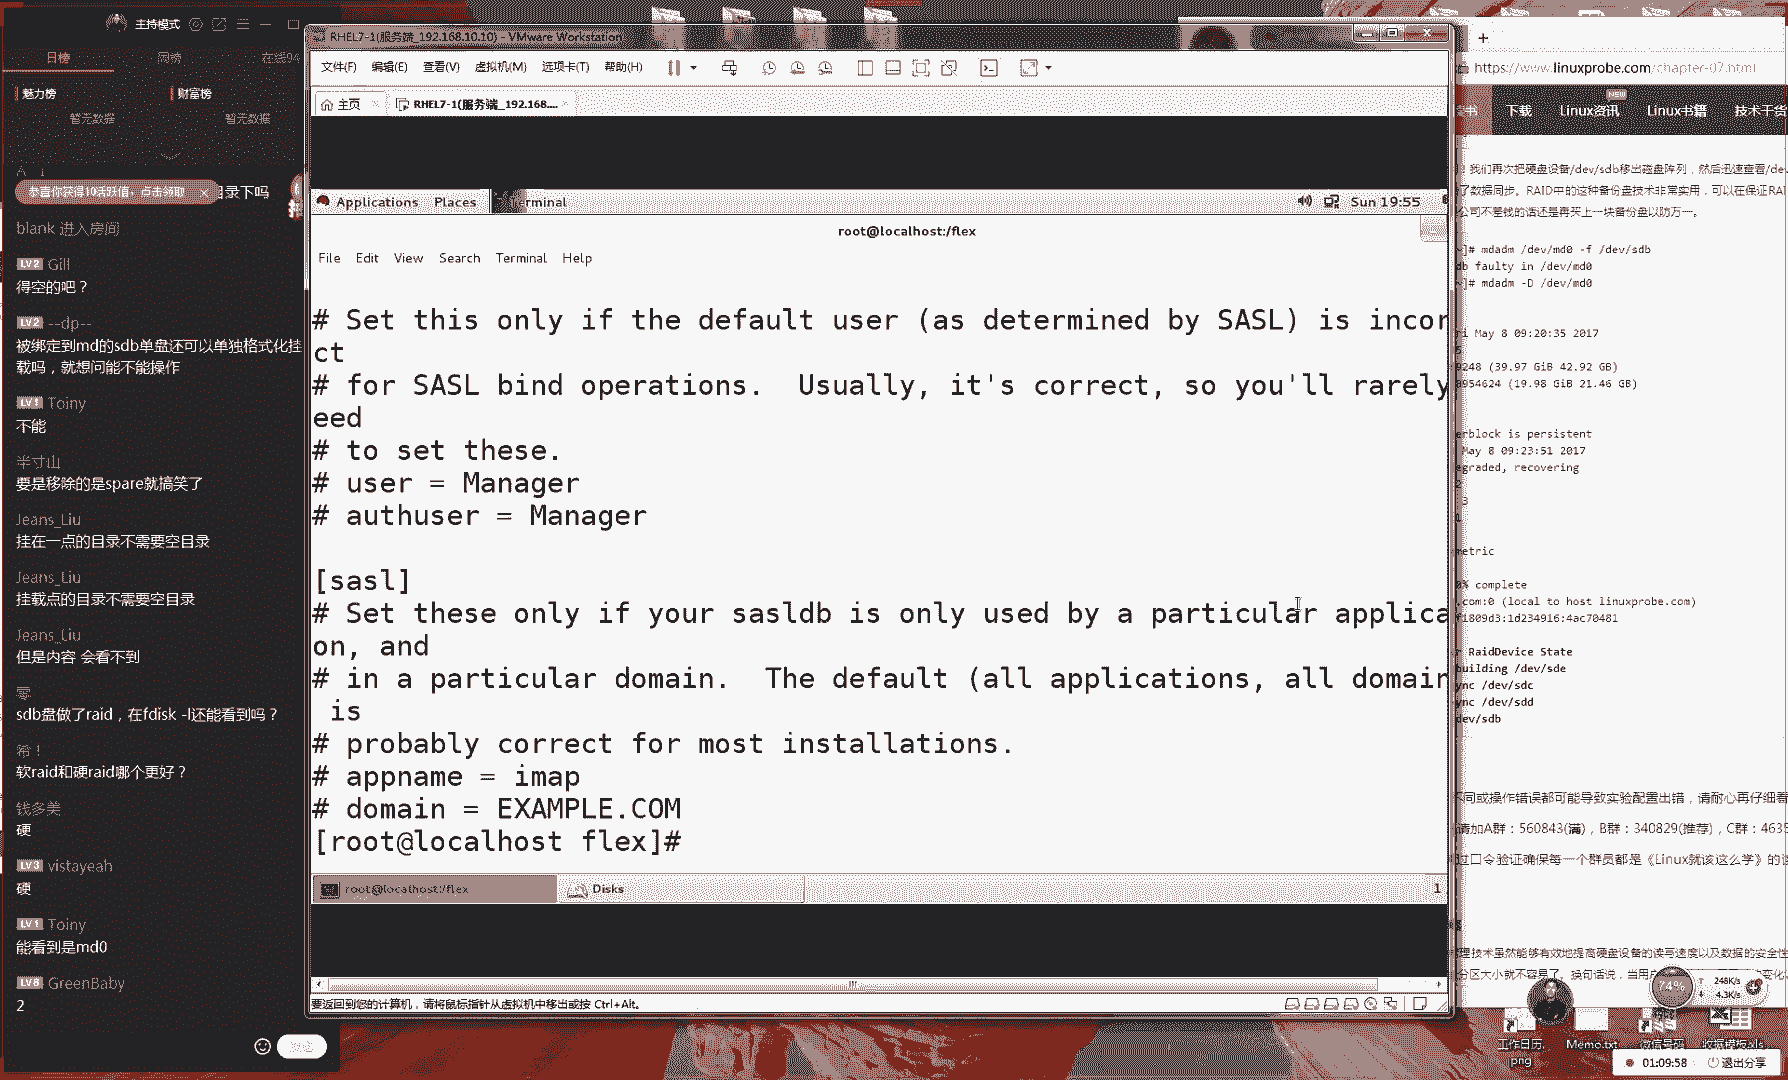 主持模式
日榜
周榜
在线94
魅力榜
财富榜
暂无数据
暂无数据
恭喜你获得10活跃值，点击领取
目录下吗
blank 进入房间
LV2 Gill
得空的吧？
LV2 --dp--
被绑定到md的sdb单盘还可以单独格式化挂
载吗，就想问能不能操作
LV1 Toiny
不能
半寸山
要是移除的是spare就搞笑了
Jeans_Liu
挂在一点的目录不需要空目录
Jeans_Liu
挂载点的目录不需要空目录
Jeans_Liu
但是内容 会看不到
零
sdb盘做了raid，在fdisk -l还能看到吗？
希！
软raid和硬raid哪个更好？
钱多美
硬
LV3 vistayeah
硬
LV1 Toiny
能看到是md0
LV8 GreenBaby
2
RHEL7-1(服务端_192.168.10.10) - VMware Workstation
文件(F) 编辑(E) 查看(V) 虚拟机(M) 选项卡(T) 帮助(H)
主页
RHEL7-1(服务端_192.168....
Applications Places Terminal
Sun 19:55
root@localhost:/flex
File Edit View Search Terminal Help
# Set this only if the default user (as determined by SASL) is incor
ct
# for SASL bind operations.  Usually, it's correct, so you'll rarely
eed
# to set these.
# user = Manager
# authuser = Manager
[sasl]
# Set these only if your sasldb is only used by a particular applica
on, and
# in a particular domain.  The default (all applications, all domain
 is
# probably correct for most installations.
# appname = imap
# domain = EXAMPLE.COM
[root@localhost flex]#
root@localhost:/flex
Disks
1
要返回到您的计算机，请将鼠标指针从虚拟机中移出或按 Ctrl+Alt。
https://www.linuxprobe.com/chapter-07.html
NEW
下载 Linux资讯 Linux书籍 技术干货
！我们再次把硬盘设备/dev/sdb移出磁盘阵列，然后迅速查看/de
了数据同步。RAID中的这种备份盘技术非常实用，可以在保证RAI
公司不差钱的话还是再买上一块备份盘以防万一。
~]# mdadm /dev/md0 -f /dev/sdb
db faulty in /dev/md0
~]# mdadm -D /dev/md0
ri May 8 09:20:35 2017
9248 (39.97 GiB 42.92 GB)
0954624 (19.98 GiB 21.46 GB)
erblock is persistent
May 8 09:23:51 2017
egraded, recovering
2
3
1
metric
0% complete
.com:0 (local to host linuxprobe.com)
f1809d3:1d234916:4ac70481
r RaidDevice State
building /dev/sde
ync /dev/sdc
ync /dev/sdd
dev/sdb
不同或操作错误都可能导致实验配置出错，请耐心再仔细看
请加A群：560843(满)，B群：340829(推荐)，C群：4635
过口令验证确保每一个群员都是《Linux就该这么学》的读
理技术虽然能够有效地提高硬盘设备的读写速度以及数据的安全性
分区大小就不容易了。换句话说，当用户
变化
74%
248K/s
4.3K/s
工作日历.
png
Memo.txt
微信号码
收据模板.xls
01:09:58
退出分享